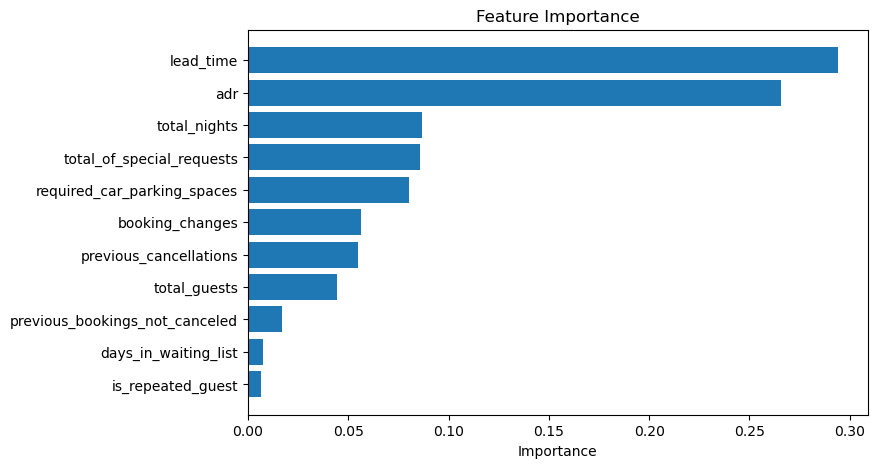 Feature Importance
lead_time
adr
total_nights
total_of_special_requests
required_car_parking_spaces
booking_changes
previous_cancellations
total_guests
previous_bookings_not_canceled
days_in_waiting_list
is_repeated_guest
0.00 0.05 0.10 0.15 0.20 0.25 0.30
Importance